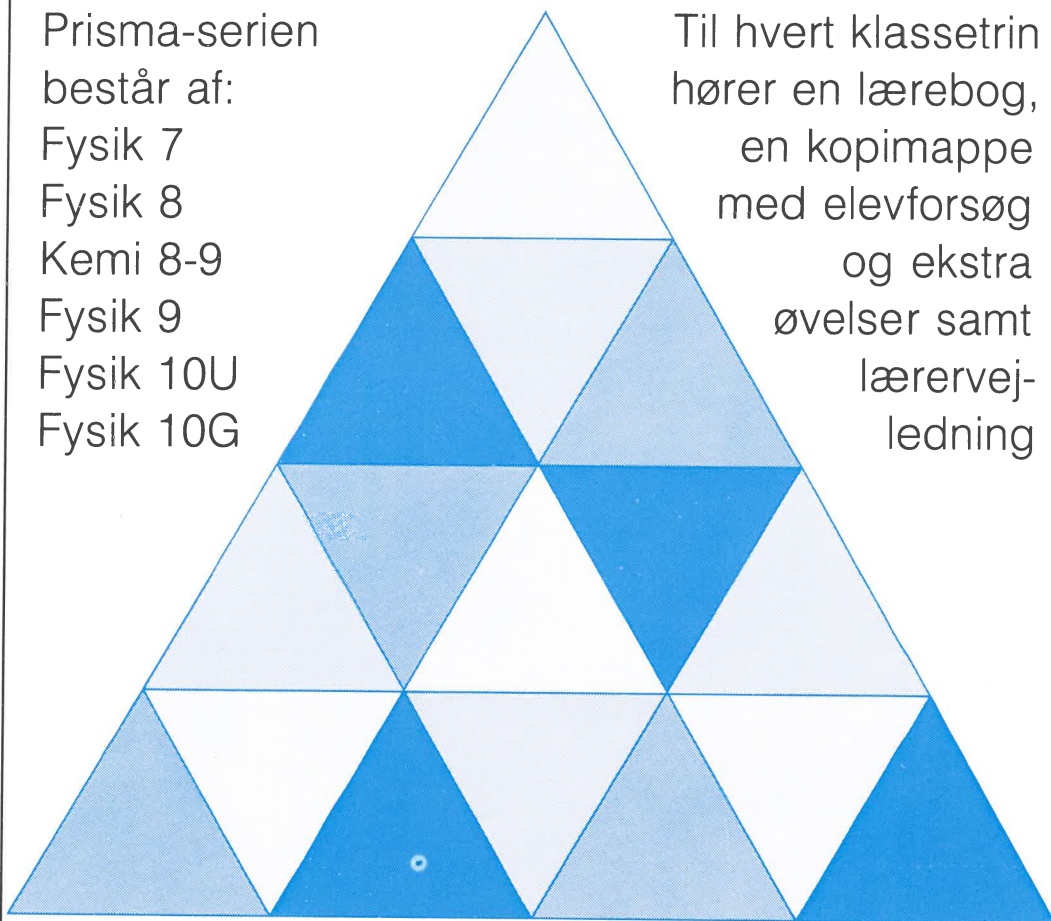 Prisma-serien
består af:
Fysik 7
Fysik 8
Kemi 8-9
Fysik 9
Fysik 10U
Fysik 10G
Til hvert klassetrin
hører en lærebog,
en kopimappe
med elevforsøg
og ekstra
øvelser samt
lærervej-
ledning